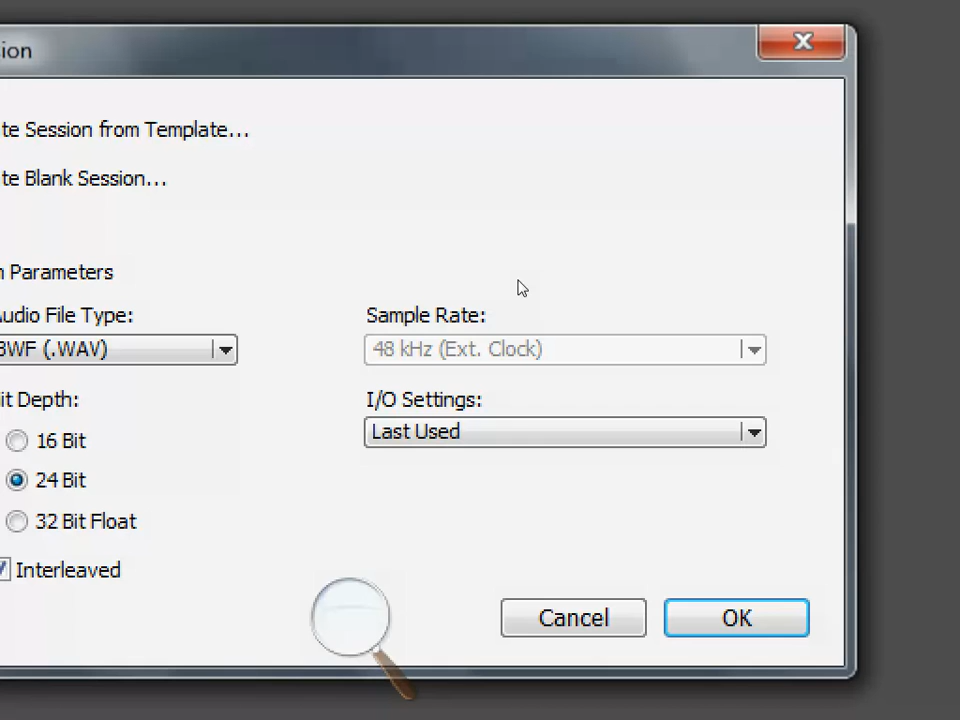 ion
te Session from Template...
te Blank Session...
n Parameters
Audio File Type:
BWF (.WAV)
Sample Rate:
48 kHz (Ext. Clock)
it Depth:
16 Bit
24 Bit
32 Bit Float
I/O Settings:
Last Used
Interleaved
Cancel
OK